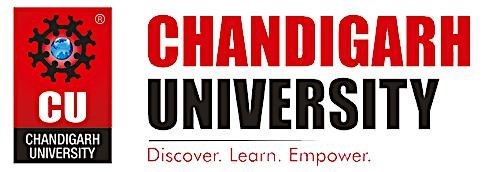 ®
CU
CHANDIGARH
UNIVERSITY
CHANDIGARH
UNIVERSITY
Discover. Learn. Empower.